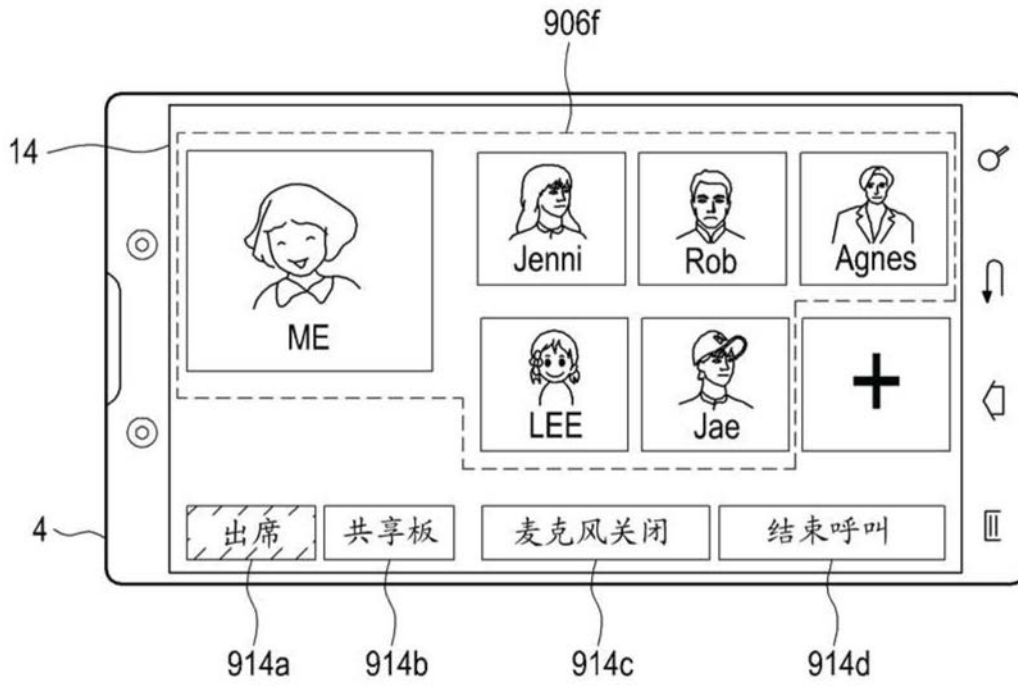 906f
14
Jenni
Rob
Agnes
ME
LEE
Jae
4
出席
共享板
麦克风关闭
结束呼叫
914a
914b
914c
914d